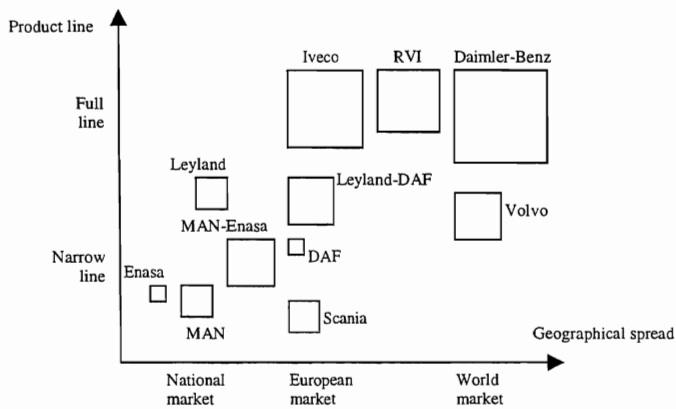 Product line
Iveco
RVI
Daimler-Benz
Full
line
Leyland
Leyland-DAF
Volvo
MAN-Enasa
Narrow
line
DAF
Enasa
MAN
Scania
Geographical spread
National
market
European
market
World
market